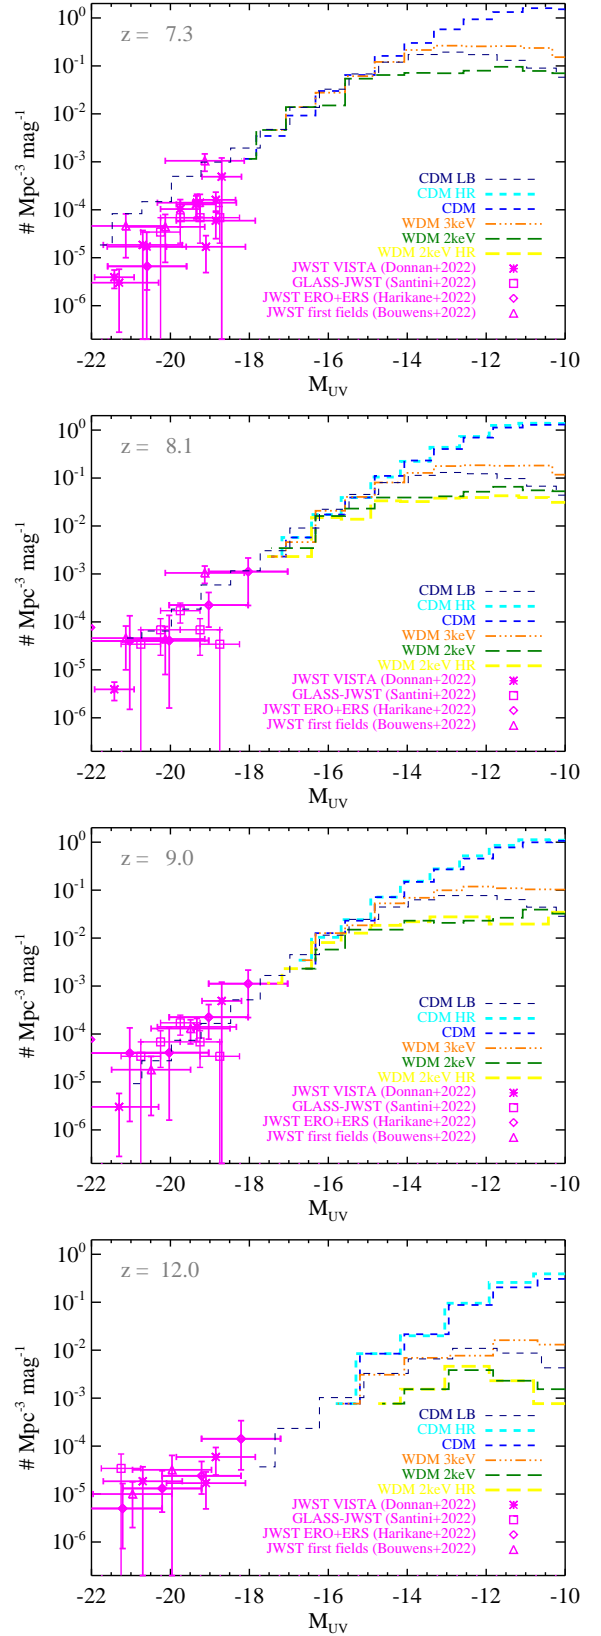 z = 7.3
10^0
10^-1
10^-2
10^-3
10^-4
10^-5
10^-6
# Mpc^-3 mag^-1
CDM LB
CDM HR
CDM
WDM 3keV
WDM 2keV
WDM 2keV HR
JWST VISTA (Donnan+2022)
GLASS-JWST (Santini+2022)
JWST ERO+ERS (Harikane+2022)
JWST first fields (Bouwens+2022)
-22 -20 -18 -16 -14 -12 -10
M_UV
z = 8.1
10^0
10^-1
10^-2
10^-3
10^-4
10^-5
10^-6
# Mpc^-3 mag^-1
CDM LB
CDM HR
CDM
WDM 3keV
WDM 2keV
WDM 2keV HR
JWST VISTA (Donnan+2022)
GLASS-JWST (Santini+2022)
JWST ERO+ERS (Harikane+2022)
JWST first fields (Bouwens+2022)
-22 -20 -18 -16 -14 -12 -10
M_UV
z = 9.0
10^0
10^-1
10^-2
10^-3
10^-4
10^-5
10^-6
# Mpc^-3 mag^-1
CDM LB
CDM HR
CDM
WDM 3keV
WDM 2keV
WDM 2keV HR
JWST VISTA (Donnan+2022)
GLASS-JWST (Santini+2022)
JWST ERO+ERS (Harikane+2022)
JWST first fields (Bouwens+2022)
-22 -20 -18 -16 -14 -12 -10
M_UV
z = 12.0
10^0
10^-1
10^-2
10^-3
10^-4
10^-5
10^-6
# Mpc^-3 mag^-1
CDM LB
CDM HR
CDM
WDM 3keV
WDM 2keV
WDM 2keV HR
JWST VISTA (Donnan+2022)
GLASS-JWST (Santini+2022)
JWST ERO+ERS (Harikane+2022)
JWST first fields (Bouwens+2022)
-22 -20 -18 -16 -14 -12 -10
M_UV